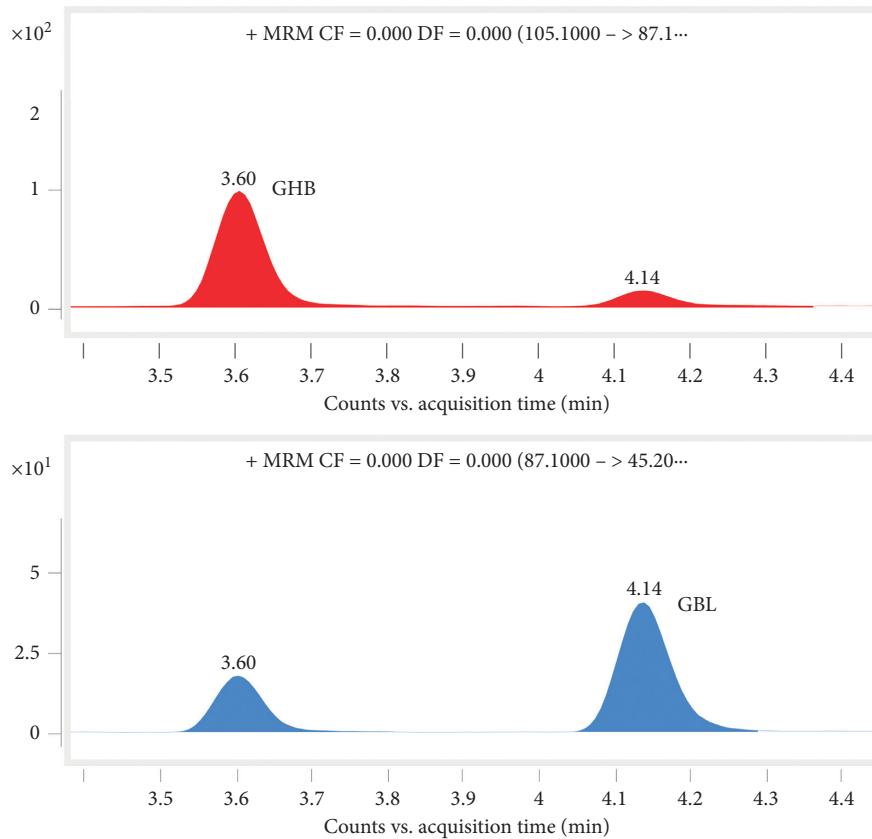 ×10²
+ MRM CF = 0.000 DF = 0.000 (105.1000 – > 87.1···
2
1
0
3.60
GHB
4.14
3.5 3.6 3.7 3.8 3.9 4 4.1 4.2 4.3 4.4
Counts vs. acquisition time (min)
×10¹
+ MRM CF = 0.000 DF = 0.000 (87.1000 – > 45.20···
5
2.5
0
3.60
4.14
GBL
3.5 3.6 3.7 3.8 3.9 4 4.1 4.2 4.3 4.4
Counts vs. acquisition time (min)